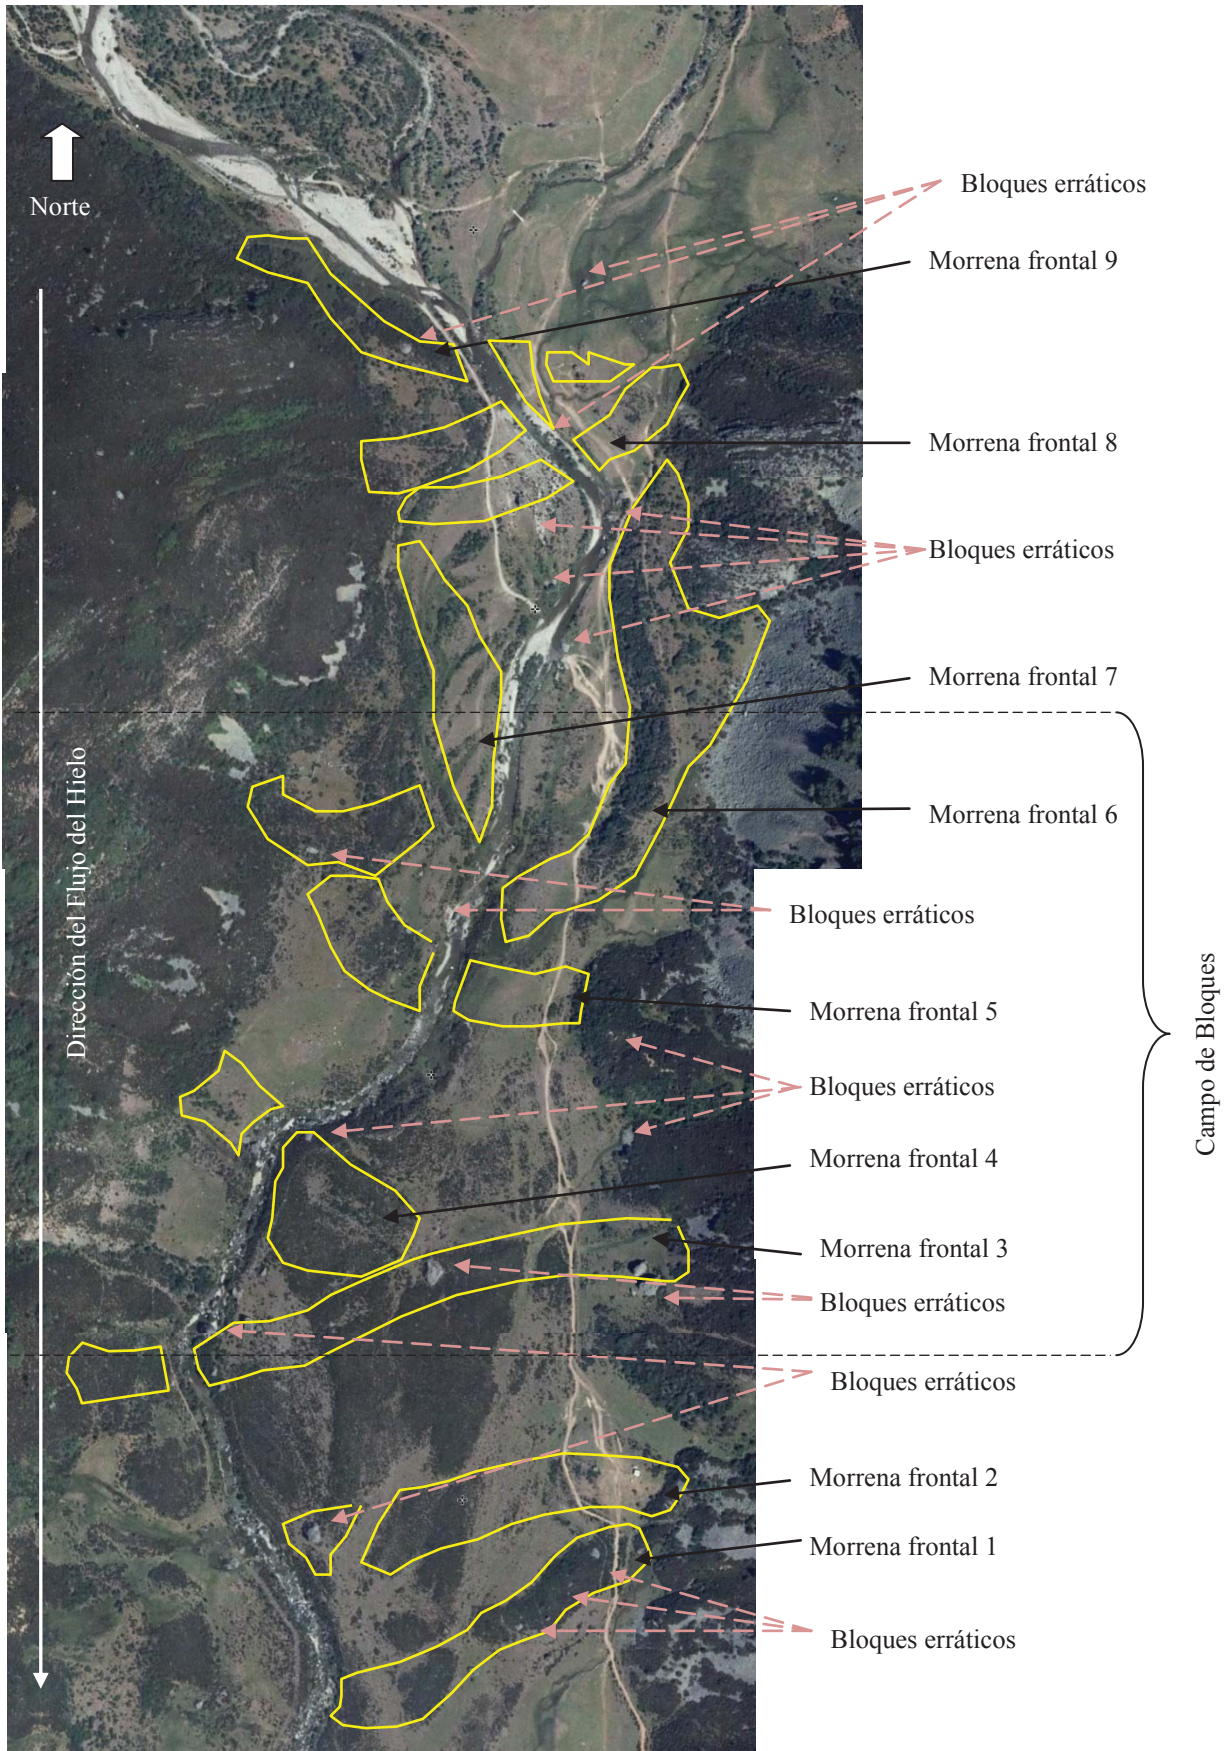 Norte
Bloques erráticos
Morrena frontal 9
Morrena frontal 8
Bloques erráticos
Morrena frontal 7
Morrena frontal 6
Dirección del Flujo del Hielo
Bloques erráticos
Morrena frontal 5
Bloques erráticos
Campo de Bloques
Morrena frontal 4
Morrena frontal 3
Bloques erráticos
Bloques erráticos
Morrena frontal 2
Morrena frontal 1
Bloques erráticos